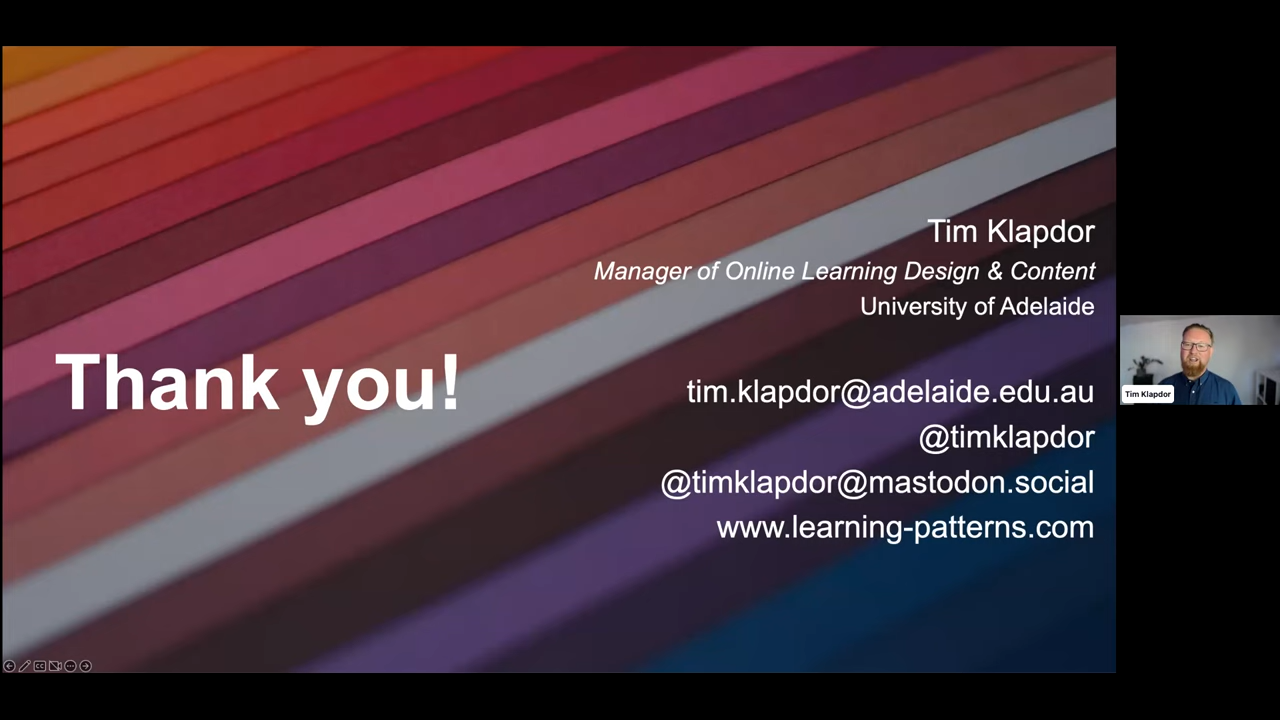 Tim Klapdor
Manager of Online Learning Design & Content
University of Adelaide
Thank you!
tim.klapdor@adelaide.edu.au
@timklapdor
@timklapdor@mastodon.social
www.learning-patterns.com
Tim Klapdor